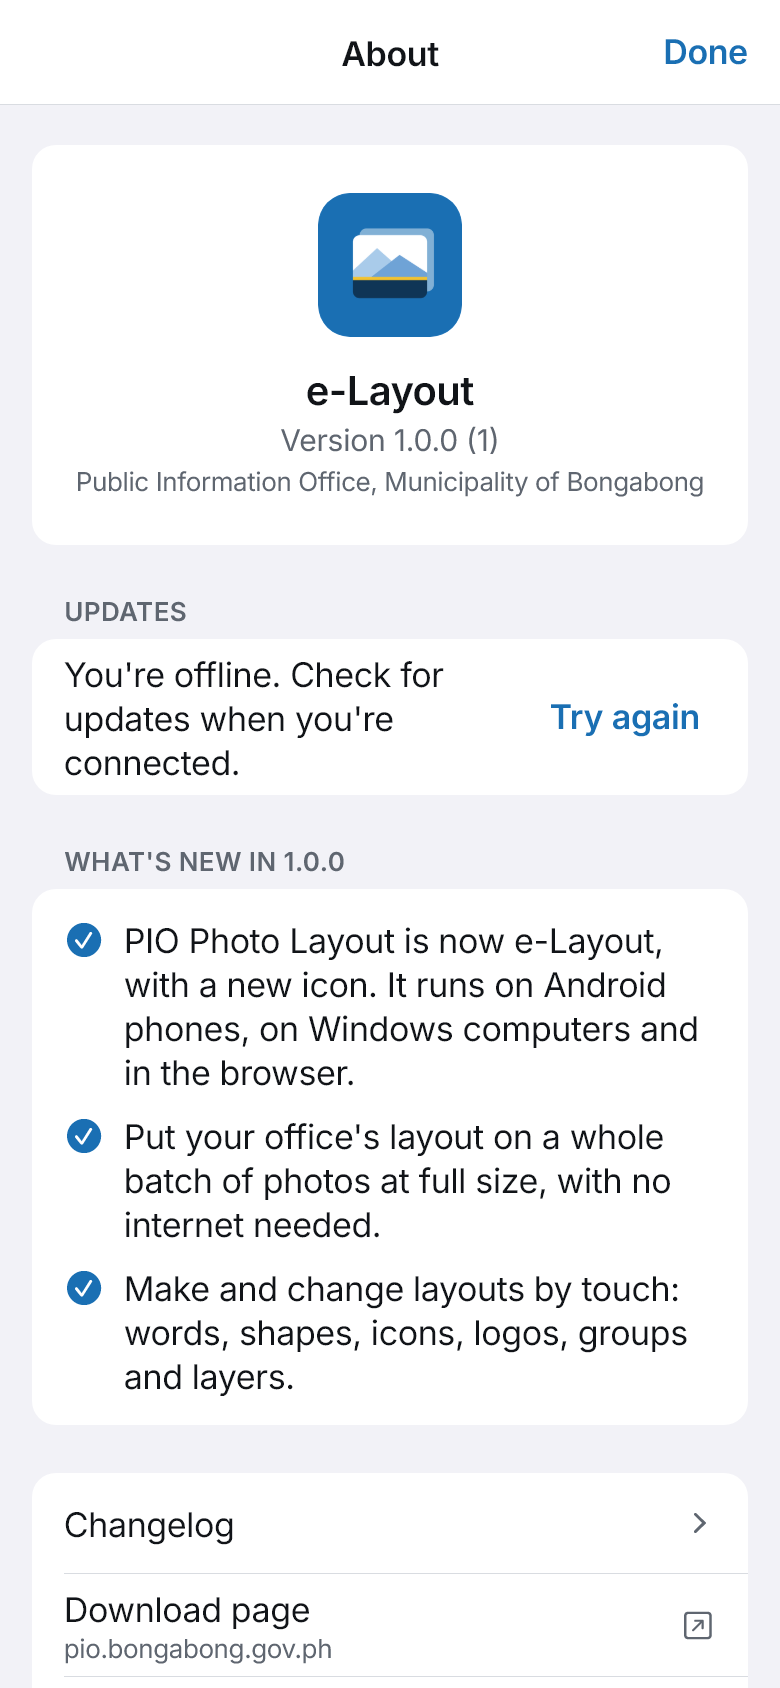 About
Done
e-Layout
Version 1.0.0 (1)
Public Information Office, Municipality of Bongabong
UPDATES
You're offline. Check for
updates when you're
connected.
Try again
WHAT'S NEW IN 1.0.0
PIO Photo Layout is now e-Layout,
with a new icon. It runs on Android
phones, on Windows computers and
in the browser.
Put your office's layout on a whole
batch of photos at full size, with no
internet needed.
Make and change layouts by touch:
words, shapes, icons, logos, groups
and layers.
Changelog
Download page
pio.bongabong.gov.ph